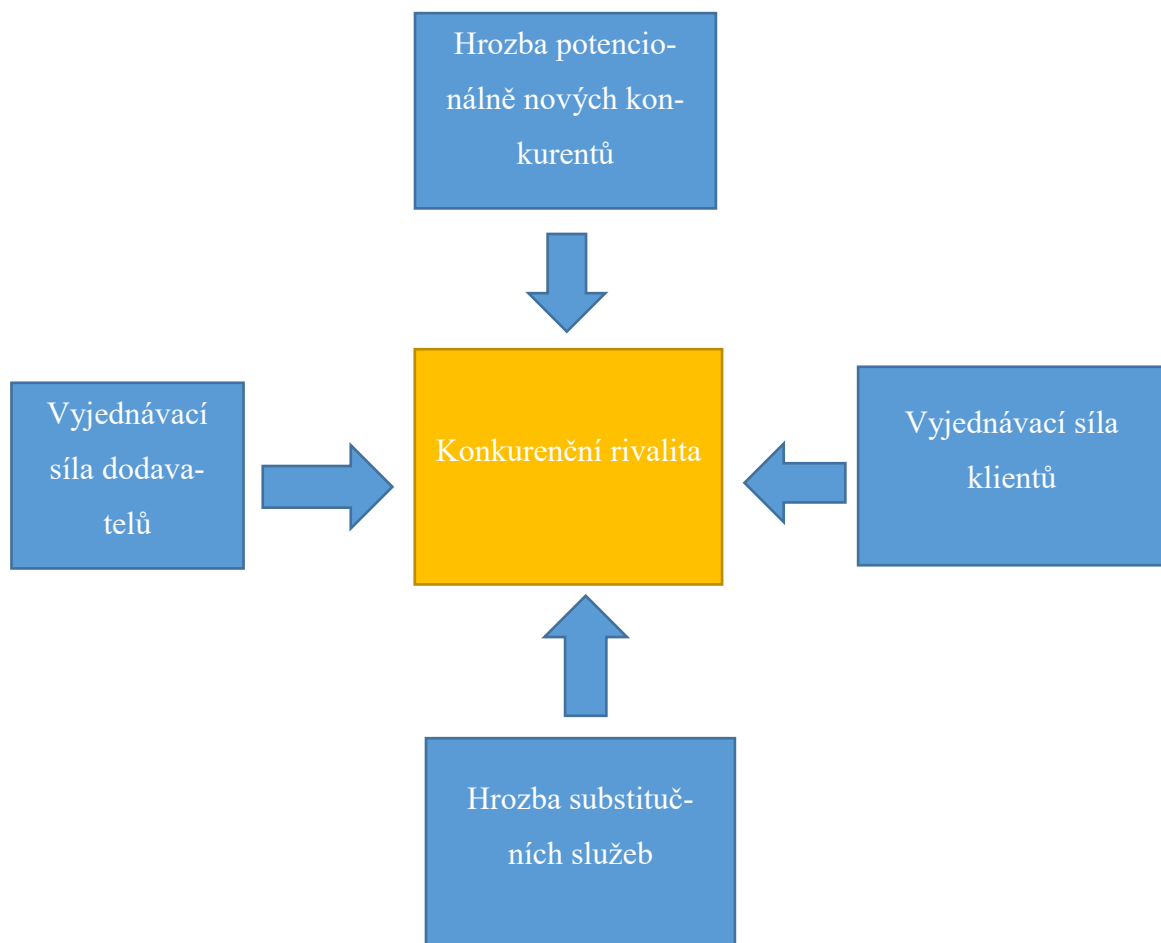 Hrozba potencio-
nálně nových kon-
kurentů
Vyjednávací
síla dodava-
telů
Konkurenční rivalita
Vyjednávací síla
klientů
Hrozba substituč-
ních služeb